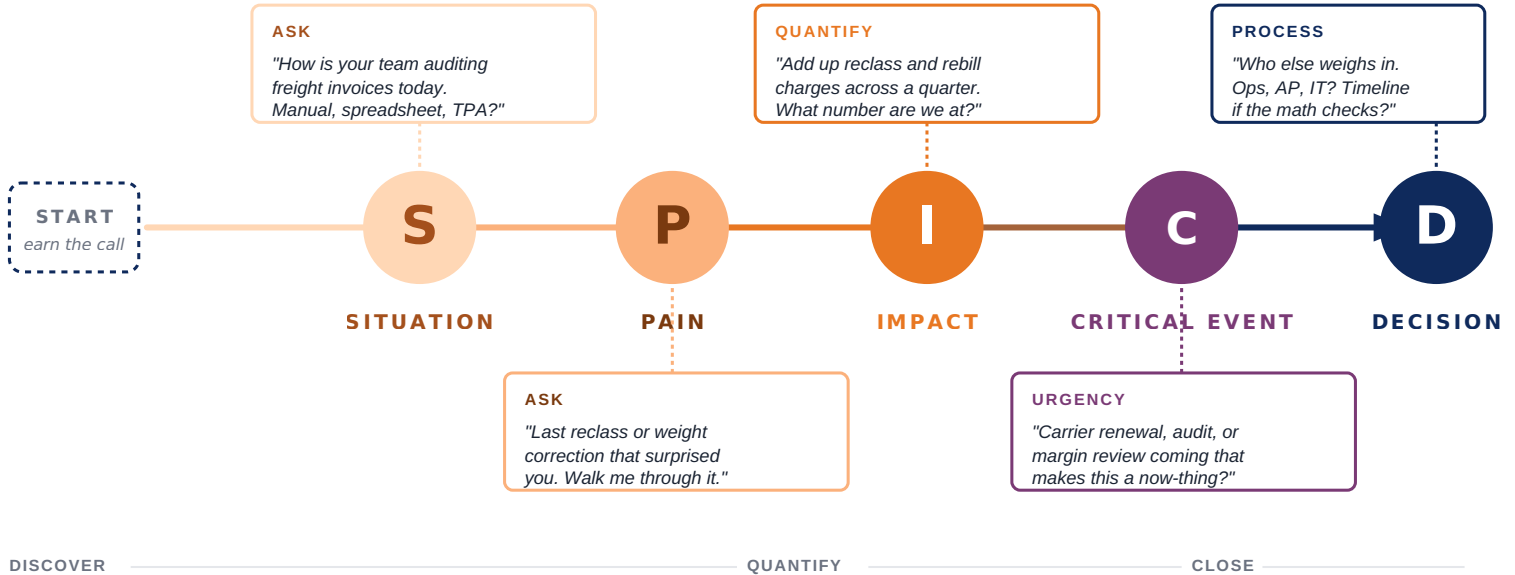 ASK
"How is your team auditing
freight invoices today.
Manual, spreadsheet, TPA?"
QUANTIFY
"Add up reclass and rebill
charges across a quarter.
What number are we at?"
PROCESS
"Who else weighs in.
Ops, AP, IT? Timeline
if the math checks?"
START
earn the call
S
P
I
C
D
SITUATION
PAIN
IMPACT
CRITICAL EVENT
DECISION
ASK
"Last reclass or weight
correction that surprised
you. Walk me through it."
URGENCY
"Carrier renewal, audit, or
margin review coming that
makes this a now-thing?"
DISCOVER
QUANTIFY
CLOSE